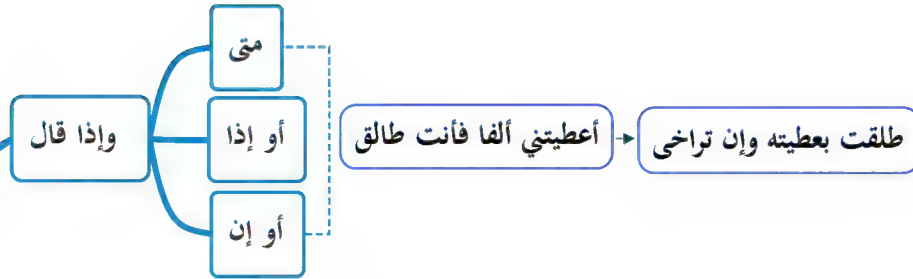 وإذا قال
متى
أو إذا
أو إن
أعطيتني ألفا فأنت طالق
طلقت بعطيته وإن تراخى